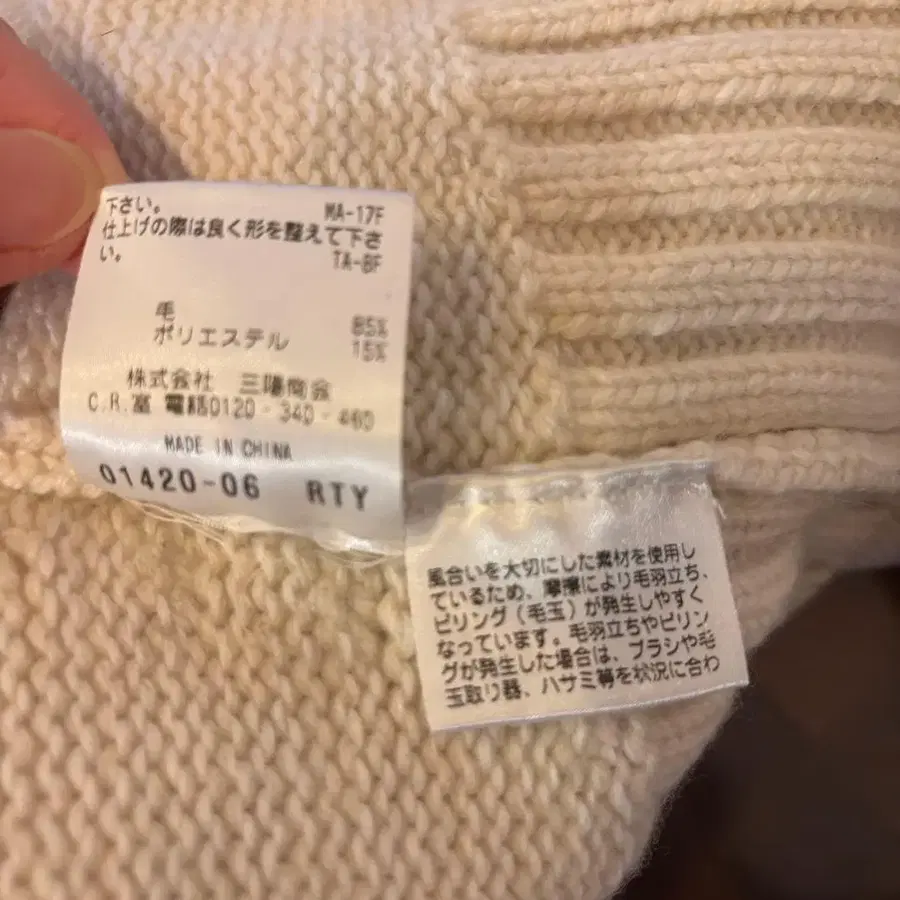 下さい。 MA-17F
仕上げの際は良く形を整えて下さ
い。 TA-8F
毛 85%
ポリエステル 15%
株式会社 三陽商会
C.R.室 電話0120-340-460
MADE IN CHINA
01420-06 RTY
風合いを大切にした素材を使用し
ているため、摩擦により毛羽立ち、
ピリング(毛玉)が発生しやすく
なっています。毛羽立ちやピリン
グが発生した場合は、ブラシや毛
玉取り器、ハサミ等を状況に合わ